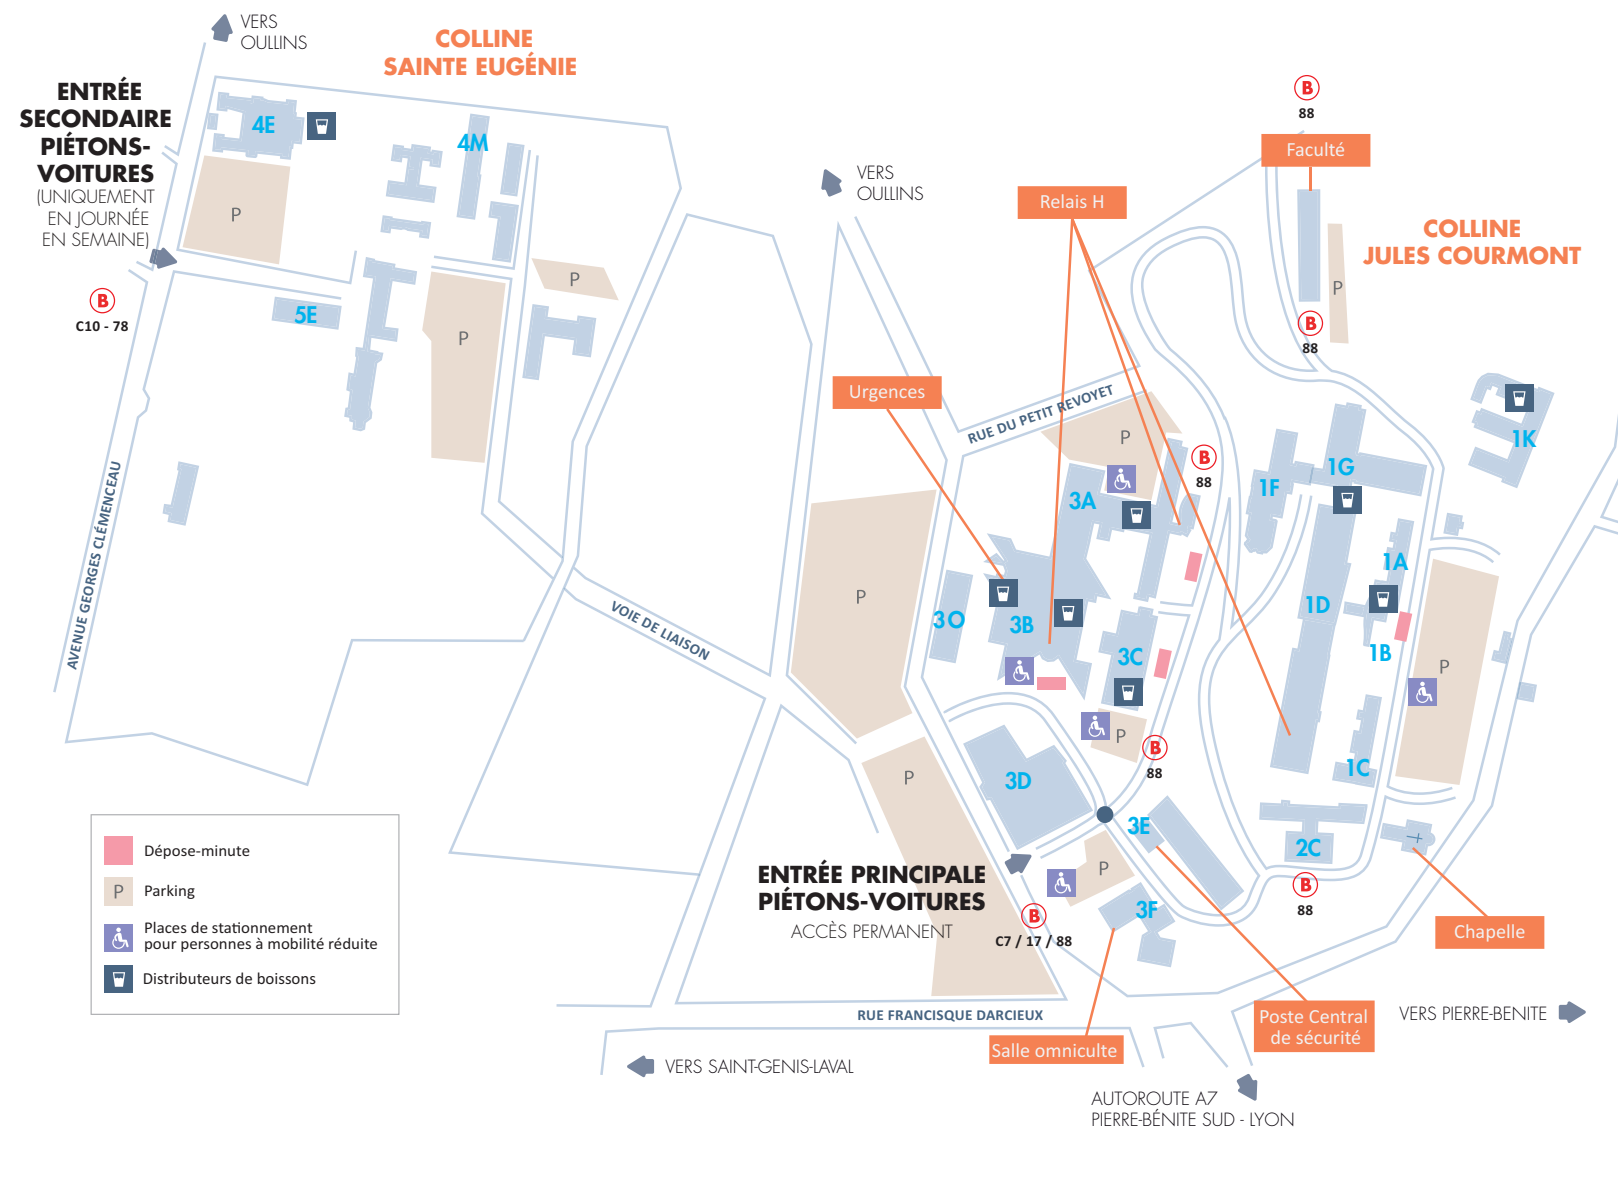 VERS
OULLINS
COLLINE
SAINTE EUGÉNIE
ENTRÉE
SECONDAIRE
PIÉTONS-
VOITURES
(UNIQUEMENT
EN JOURNÉE
EN SEMAINE)
4E
4M
P
B
C10 - 78
5E
P
P
AVENUE GEORGES CLÉMENCEAU
VOIE DE LIAISON
VERS
OULLINS
B
88
Faculté
Relais H
COLLINE
JULES COURMONT
P
B
88
Urgences
RUE DU PETIT REVOYET
P
B
88
3A
1F
1G
1K
P
3O
3B
3C
1A
1D
1B
P
P
B
88
1C
P
3D
3E
2C
B
88
P
3F
ENTRÉE PRINCIPALE
PIÉTONS-VOITURES
ACCÈS PERMANENT
B
C7 / 17 / 88
Chapelle
Poste Central
de sécurité
Salle omniculte
RUE FRANCISQUE DARCIEUX
VERS PIERRE-BENITE
VERS SAINT-GENIS-LAVAL
AUTOROUTE A7
PIERRE-BÉNITE SUD - LYON
Dépose-minute
P
Parking
Places de stationnement
pour personnes à mobilité réduite
Distributeurs de boissons